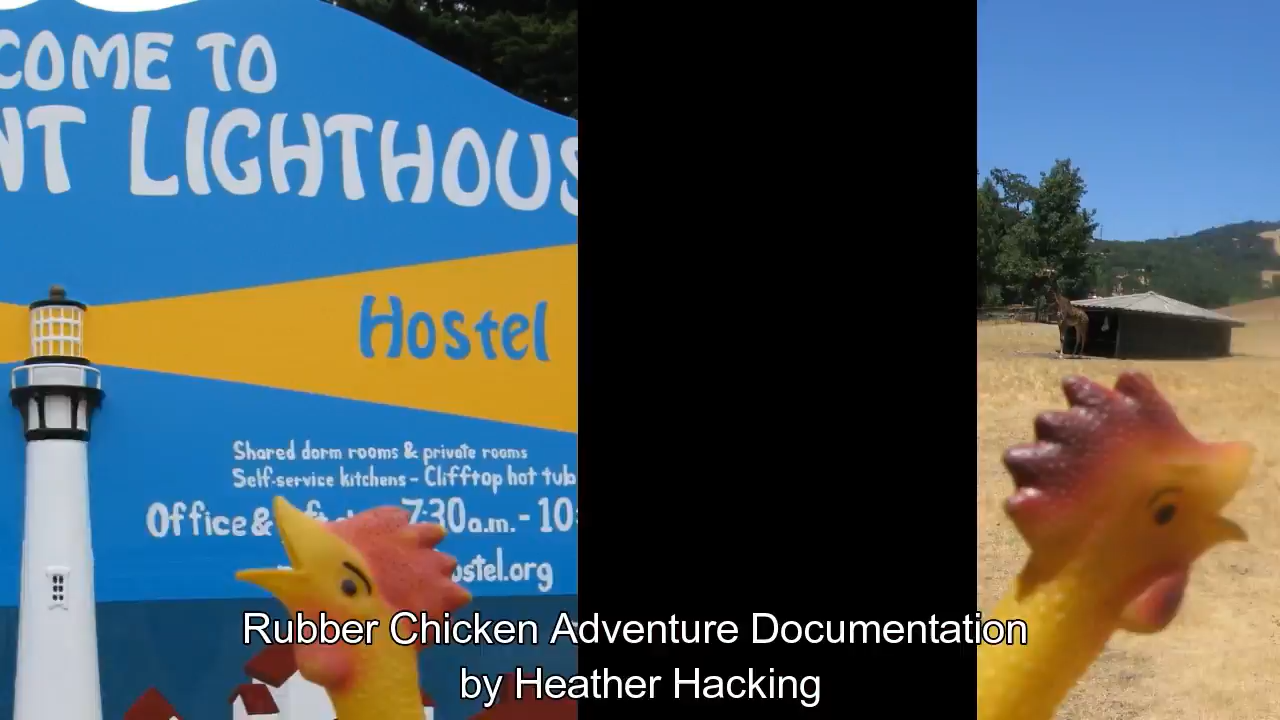 COME TO
NT LIGHTHOUS
Hostel
Shared dorm rooms & private rooms
Self-service kitchens - Clifftop hot tub
Office & 7:30a.m. - 10:
ostel.org
Rubber Chicken Adventure Documentation
by Heather Hacking